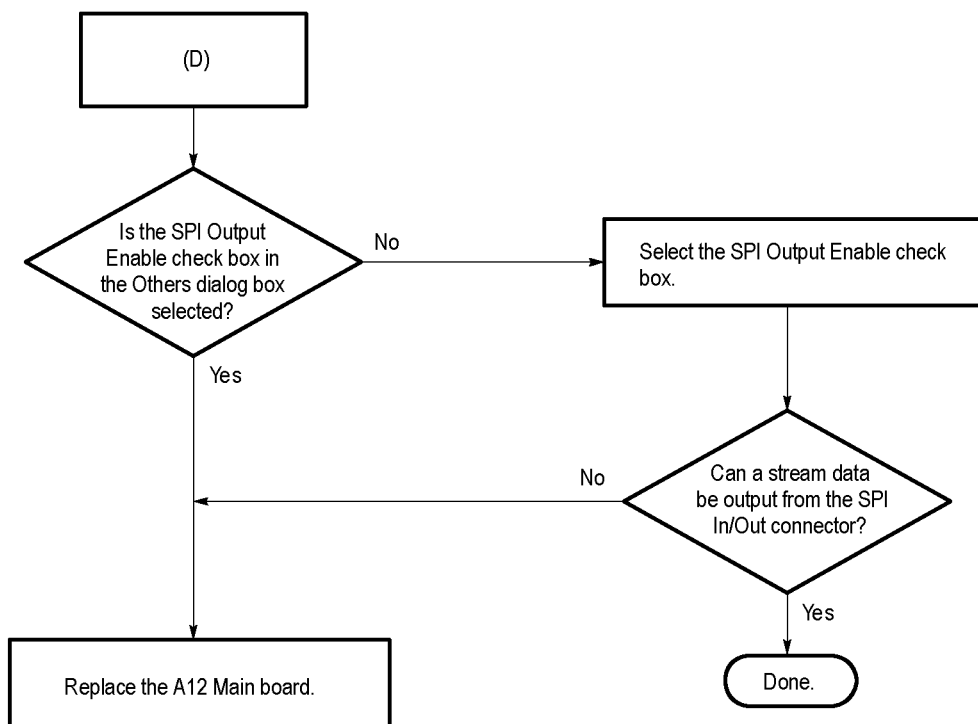 (D)
Is the SPI Output
Enable check box in
the Others dialog box
selected?
No
Select the SPI Output Enable check
box.
Yes
Can a stream data
be output from the SPI
In/Out connector?
No
Yes
Replace the A12 Main board.
Done.